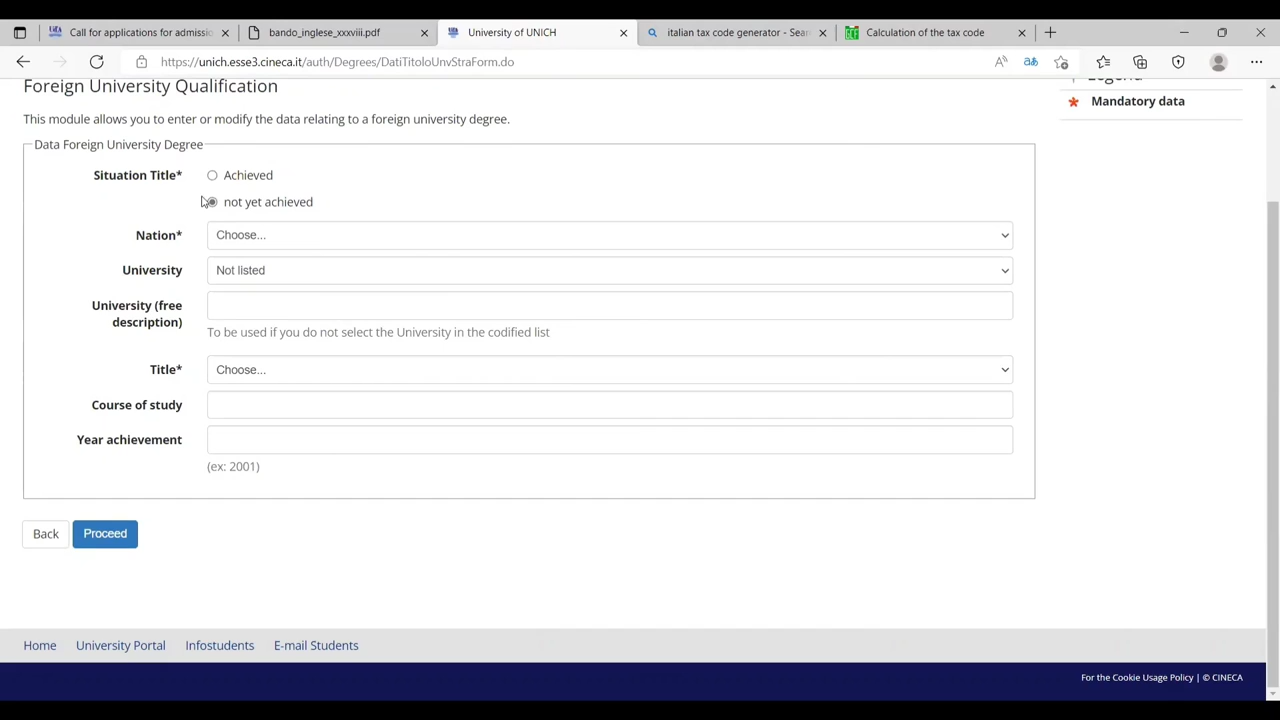 Call for applications for admissio
bando_inglese_xxxviii.pdf
University of UNICH
italian tax code generator - Sear
Calculation of the tax code
https://unich.esse3.cineca.it/auth/Degrees/DatiTitoloUnvStraForm.do
Foreign University Qualification
Mandatory data
This module allows you to enter or modify the data relating to a foreign university degree.
Data Foreign University Degree
Situation Title*
Achieved
not yet achieved
Nation*
Choose...
University
Not listed
University (free
description)
To be used if you do not select the University in the codified list
Title*
Choose...
Course of study
Year achievement
(ex: 2001)
Back
Proceed
Home
University Portal
Infostudents
E-mail Students
For the Cookie Usage Policy | © CINECA